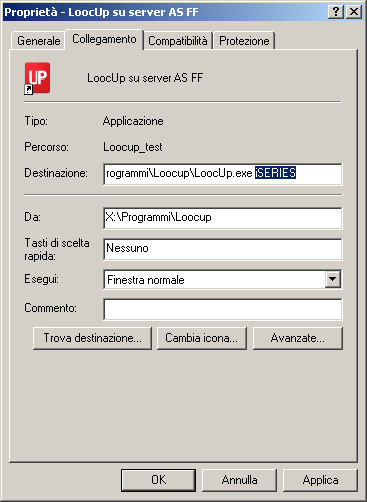 Proprietà - LoocUp su server AS FF
Generale Collegamento Compatibilità Protezione
UP LoocUp su server AS FF
Tipo: Applicazione
Percorso: Loocup_test
Destinazione: rogrammi\Loocup\LoocUp.exe iSERIES
Da: X:\Programmi\Loocup
Tasti di scelta
rapida: Nessuno
Esegui: Finestra normale
Commento:
Trova destinazione... Cambia icona... Avanzate...
OK Annulla Applica